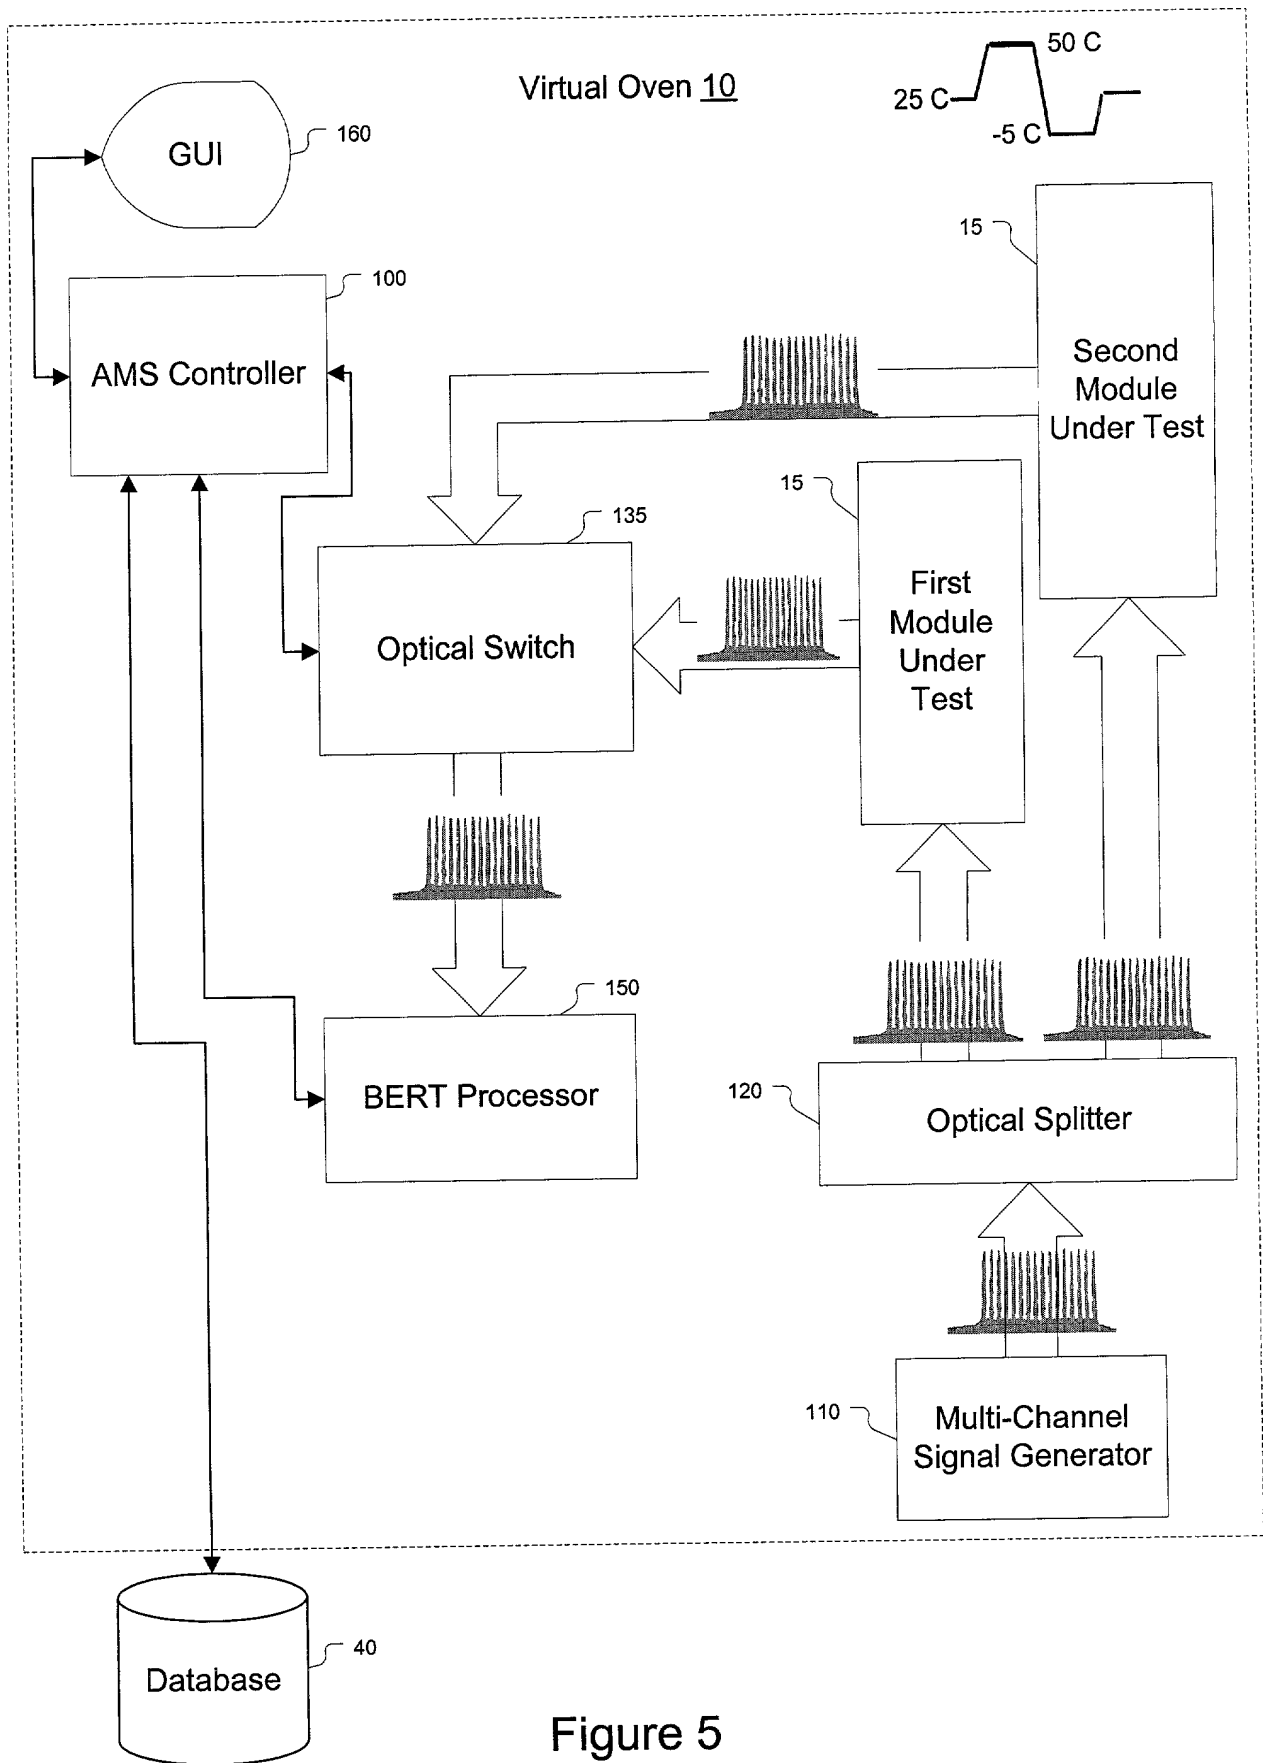 Virtual Oven 10
50 C
25 C
-5 C
GUI
160
100
AMS Controller
15
Second
Module
Under Test
15
First
Module
Under
Test
135
Optical Switch
150
BERT Processor
120
Optical Splitter
110
Multi-Channel
Signal Generator
40
Database
Figure 5